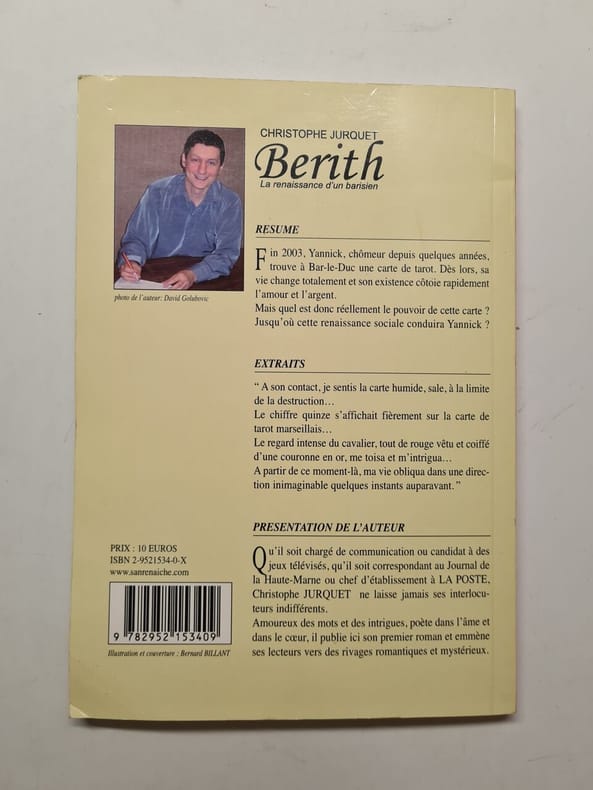 CHRISTOPHE JURQUET
Berith
La renaissance d'un barisien
photo de l'auteur: David Golubovic
RESUME
Fin 2003, Yannick, chômeur depuis quelques années,
trouve à Bar-le-Duc une carte de tarot. Dès lors, sa
vie change totalement et son existence côtoie rapidement
l'amour et l'argent.
Mais quel est donc réellement le pouvoir de cette carte ?
Jusqu'où cette renaissance sociale conduira Yannick ?
EXTRAITS
“ A son contact, je sentis la carte humide, sale, à la limite
de la destruction…
Le chiffre quinze s'affichait fièrement sur la carte de
tarot marseillais…
Le regard intense du cavalier, tout de rouge vêtu et coiffé
d'une couronne en or, me toisa et m'intrigua…
A partir de ce moment-là, ma vie obliqua dans une direc-
tion inimaginable quelques instants auparavant. ”
PRESENTATION DE L'AUTEUR
Qu'il soit chargé de communication ou candidat à des
jeux télévisés, qu'il soit correspondant au Journal de
la Haute-Marne ou chef d'établissement à LA POSTE,
Christophe JURQUET ne laisse jamais ses interlocu-
teurs indifférents.
Amoureux des mots et des intrigues, poète dans l'âme et
dans le cœur, il publie ici son premier roman et emmène
ses lecteurs vers des rivages romantiques et mystérieux.
PRIX : 10 EUROS
ISBN 2-9521534-0-X
www.sanrenaiche.com
9 782952 153409
Illustration et couverture : Bernard BILLANT